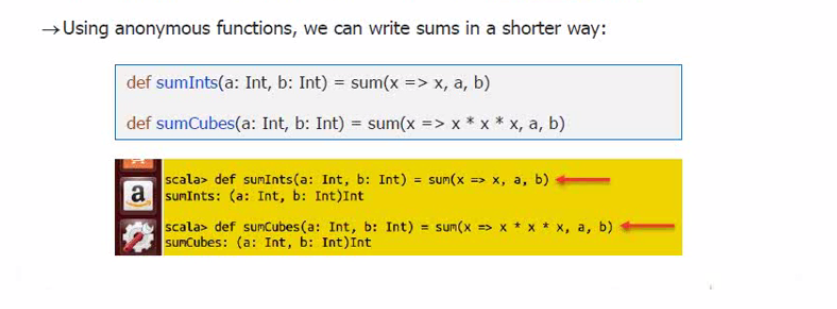 →Using anonymous functions, we can write sums in a shorter way:
def sumInts(a: Int, b: Int) = sum(x => x, a, b)
def sumCubes(a: Int, b: Int) = sum(x => x * x * x, a, b)
scala> def sumInts(a: Int, b: Int) = sum(x => x, a, b)
sumInts: (a: Int, b: Int)Int
scala> def sumCubes(a: Int, b: Int) = sum(x => x * x * x, a, b)
sumCubes: (a: Int, b: Int)Int
a